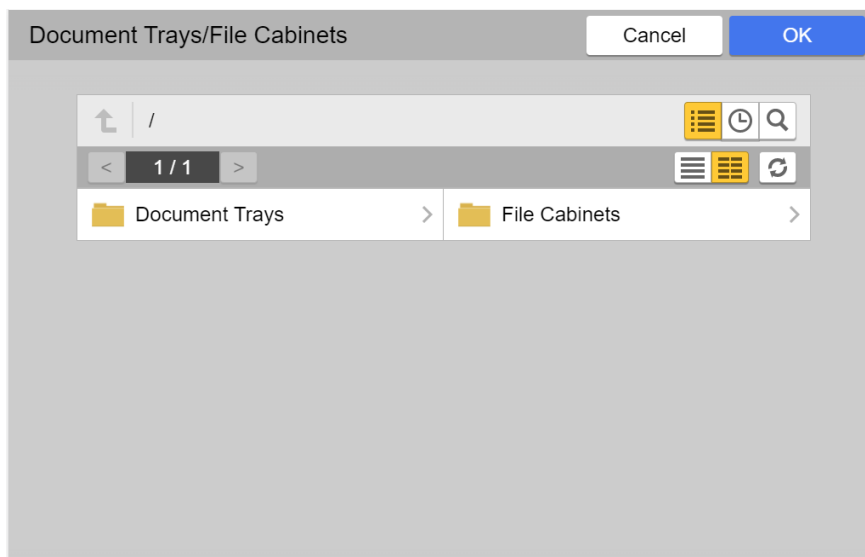 Document Trays/File Cabinets Cancel OK
/
< 1 / 1 >
Document Trays > File Cabinets >